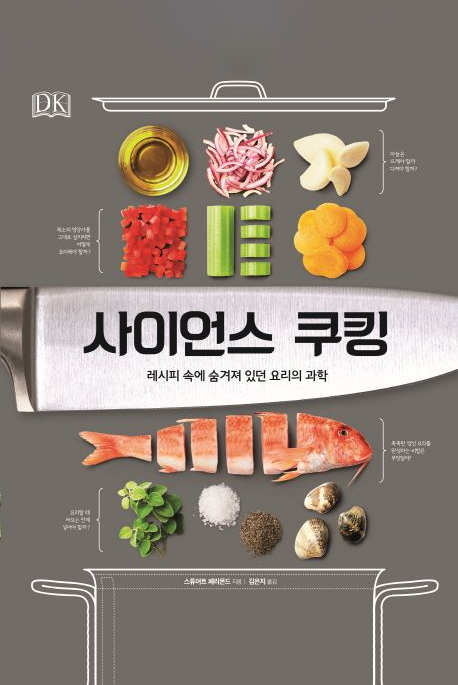 DK
마늘은
으깨야 할까
다져야 할까?
채소의 영양가를
그대로 살리려면
어떻게
조리해야 할까?
사이언스 쿠킹
레시피 속에 숨겨져 있던 요리의 과학
촉촉한 생선 요리를
완성하는 비법은
무엇일까?
요리할 때
허브는 언제
넣어야 할까?
스튜어트 페리몬드 지음 | 김은지 옮김